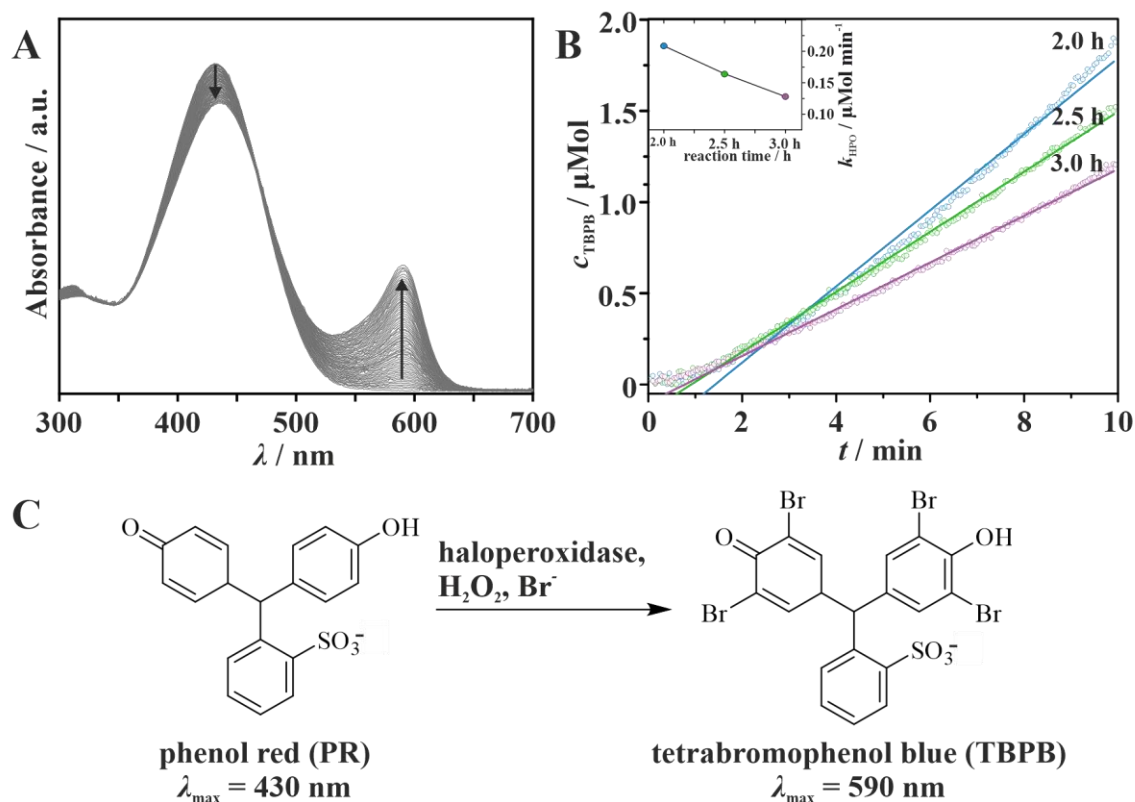 A
Absorbance / a.u.
300 400 500 600 700
λ / nm
B
2.0
1.5
1.0
0.5
0
c_TBPB / µMol
0 2 4 6 8 10
t / min
2.0 h
2.5 h
3.0 h
0.20
0.15
0.10
k_HPO / µMol min⁻¹
2.0 h 2.5 h 3.0 h
reaction time / h
C
O
OH
SO₃⁻
phenol red (PR)
λmax = 430 nm
haloperoxidase,
H₂O₂, Br⁻
Br
Br
O
OH
Br
Br
SO₃⁻
tetrabromophenol blue (TBPB)
λmax = 590 nm